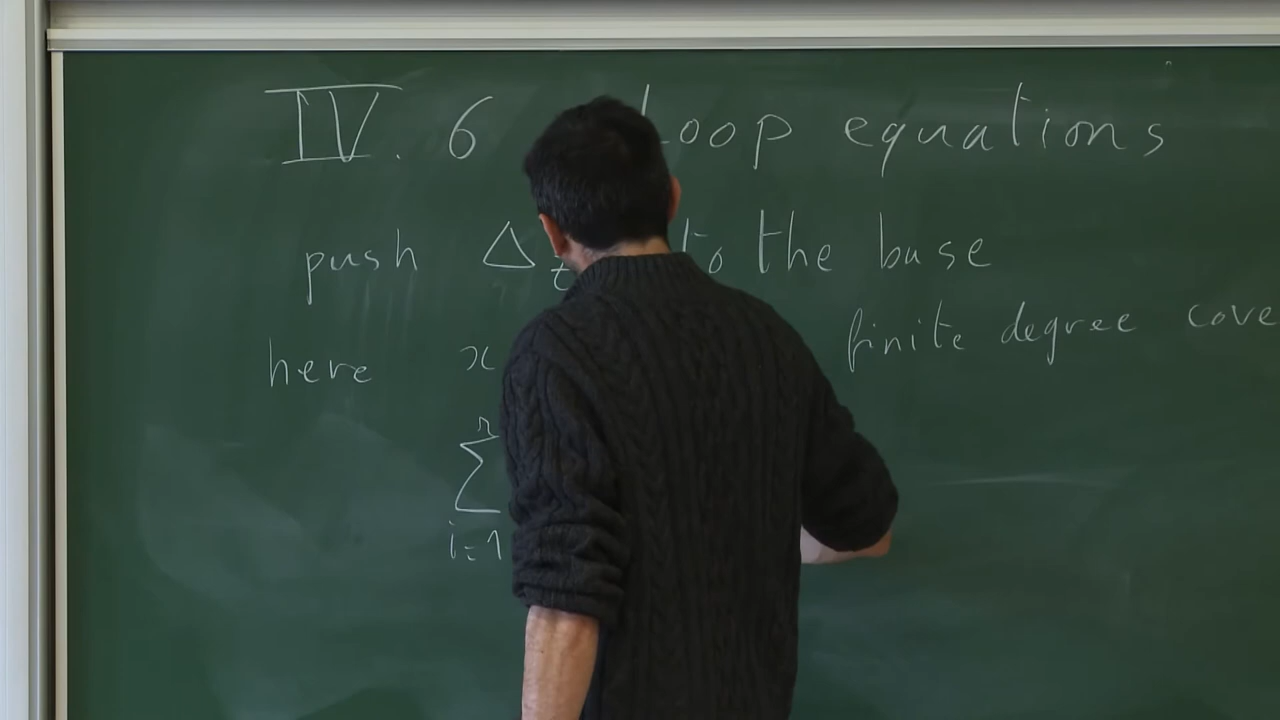 IV. 6 Loop equations
push Δ to the base
here x finite degree cove
n
Σ
i=1